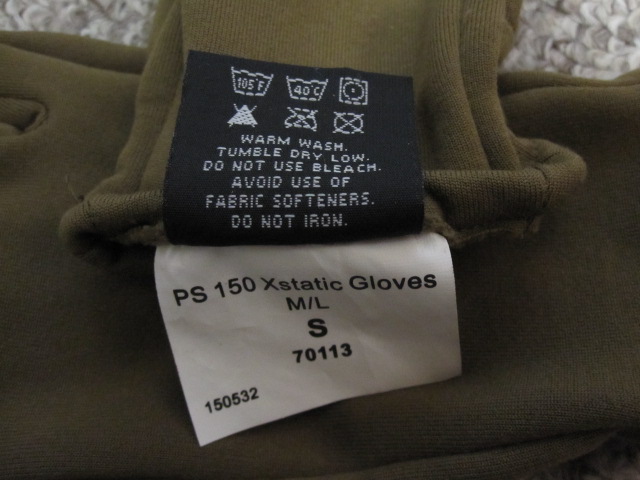 105°F 40°C
WARM WASH.
TUMBLE DRY LOW.
DO NOT USE BLEACH.
AVOID USE OF
FABRIC SOFTENERS.
DO NOT IRON.
PS 150 Xstatic Gloves
M/L
S
70113
150532